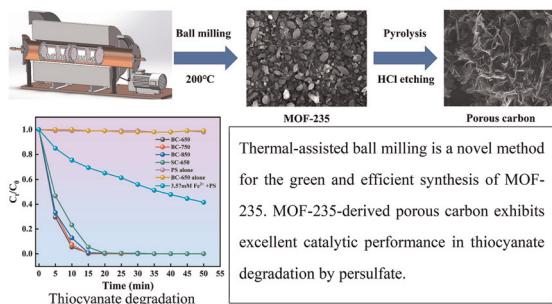 Ball milling
200℃
Pyrolysis
HCl etching
MOF-235
Porous carbon
1.0
0.8
0.6
0.4
0.2
0.0
Ct/C0
BC-650
BC-750
BC-850
SC-650
PS alone
BC-650 alone
3.57mM Fe2+ +PS
0 5 10 15 20 25 30 35 40 45 50
Time (min)
Thiocyanate degradation
Thermal-assisted ball milling is a novel method
for the green and efficient synthesis of MOF-
235. MOF-235-derived porous carbon exhibits
excellent catalytic performance in thiocyanate
degradation by persulfate.